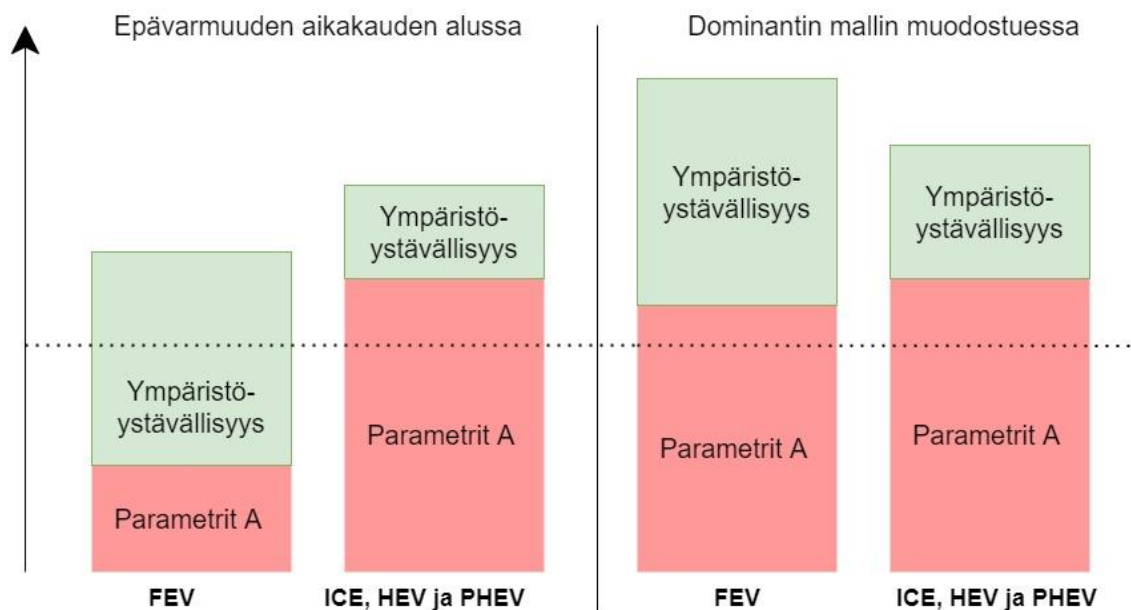 Epävarmuuden aikakauden alussa
Ympäristö-
ystävällisyys
Parametrit A
FEV
Ympäristö-
ystävällisyys
Parametrit A
ICE, HEV ja PHEV
Dominantin mallin muodostuessa
Ympäristö-
ystävällisyys
Parametrit A
FEV
Ympäristö-
ystävällisyys
Parametrit A
ICE, HEV ja PHEV